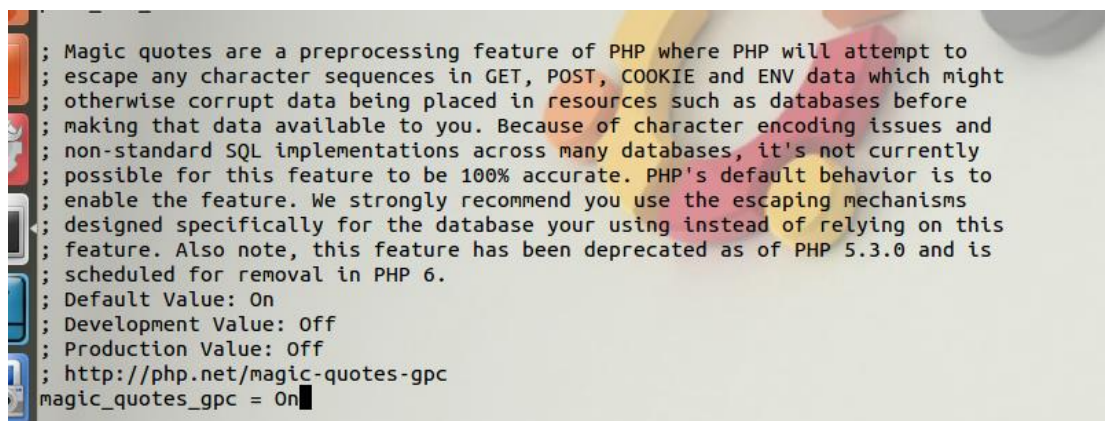 ; Magic quotes are a preprocessing feature of PHP where PHP will attempt to
; escape any character sequences in GET, POST, COOKIE and ENV data which might
; otherwise corrupt data being placed in resources such as databases before
; making that data available to you. Because of character encoding issues and
; non-standard SQL implementations across many databases, it's not currently
; possible for this feature to be 100% accurate. PHP's default behavior is to
; enable the feature. We strongly recommend you use the escaping mechanisms
; designed specifically for the database your using instead of relying on this
; feature. Also note, this feature has been deprecated as of PHP 5.3.0 and is
; scheduled for removal in PHP 6.
; Default Value: On
; Development Value: Off
; Production Value: Off
; http://php.net/magic-quotes-gpc
magic_quotes_gpc = On